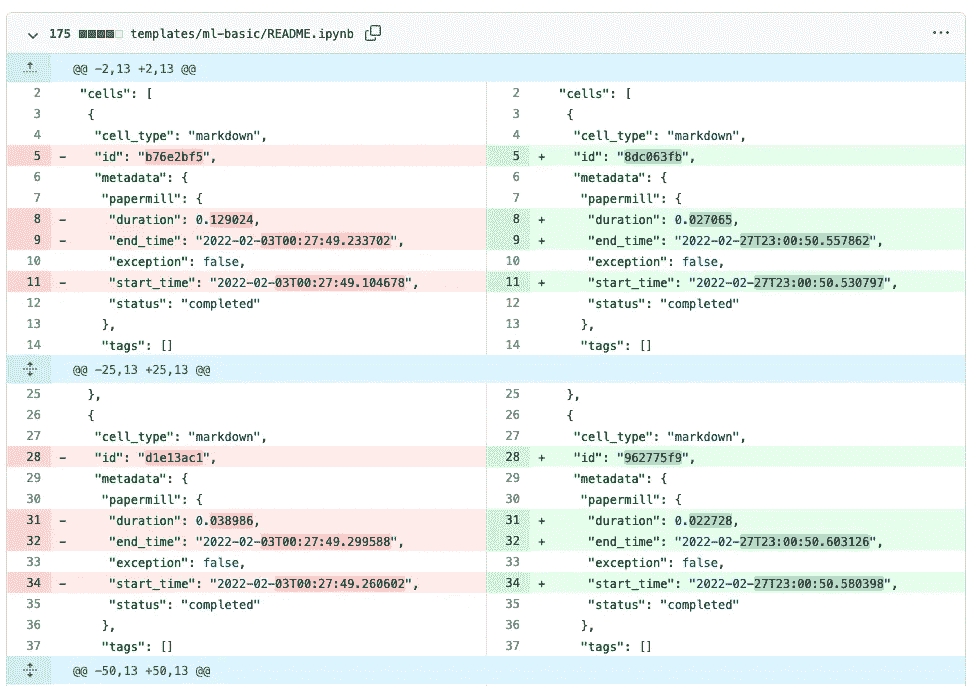 175 templates/ml-basic/README.ipynb
@@ -2,13 +2,13 @@
2 "cells": [ 2 "cells": [
3 { 3 {
4 "cell_type": "markdown", 4 "cell_type": "markdown",
5 - "id": "b76e2bf5", 5 + "id": "8dc063fb",
6 "metadata": { 6 "metadata": {
7 "papermill": { 7 "papermill": {
8 - "duration": 0.129024, 8 + "duration": 0.027065,
9 - "end_time": "2022-02-03T00:27:49.233702", 9 + "end_time": "2022-02-27T23:00:50.557862",
10 "exception": false, 10 "exception": false,
11 - "start_time": "2022-02-03T00:27:49.104678", 11 + "start_time": "2022-02-27T23:00:50.530797",
12 "status": "completed" 12 "status": "completed"
13 }, 13 },
14 "tags": [] 14 "tags": []
@@ -25,13 +25,13 @@
25 }, 25 },
26 { 26 {
27 "cell_type": "markdown", 27 "cell_type": "markdown",
28 - "id": "d1e13ac1", 28 + "id": "962775f9",
29 "metadata": { 29 "metadata": {
30 "papermill": { 30 "papermill": {
31 - "duration": 0.038986, 31 + "duration": 0.022728,
32 - "end_time": "2022-02-03T00:27:49.299588", 32 + "end_time": "2022-02-27T23:00:50.603126",
33 "exception": false, 33 "exception": false,
34 - "start_time": "2022-02-03T00:27:49.260602", 34 + "start_time": "2022-02-27T23:00:50.580398",
35 "status": "completed" 35 "status": "completed"
36 }, 36 },
37 "tags": [] 37 "tags": []
@@ -50,13 +50,13 @@